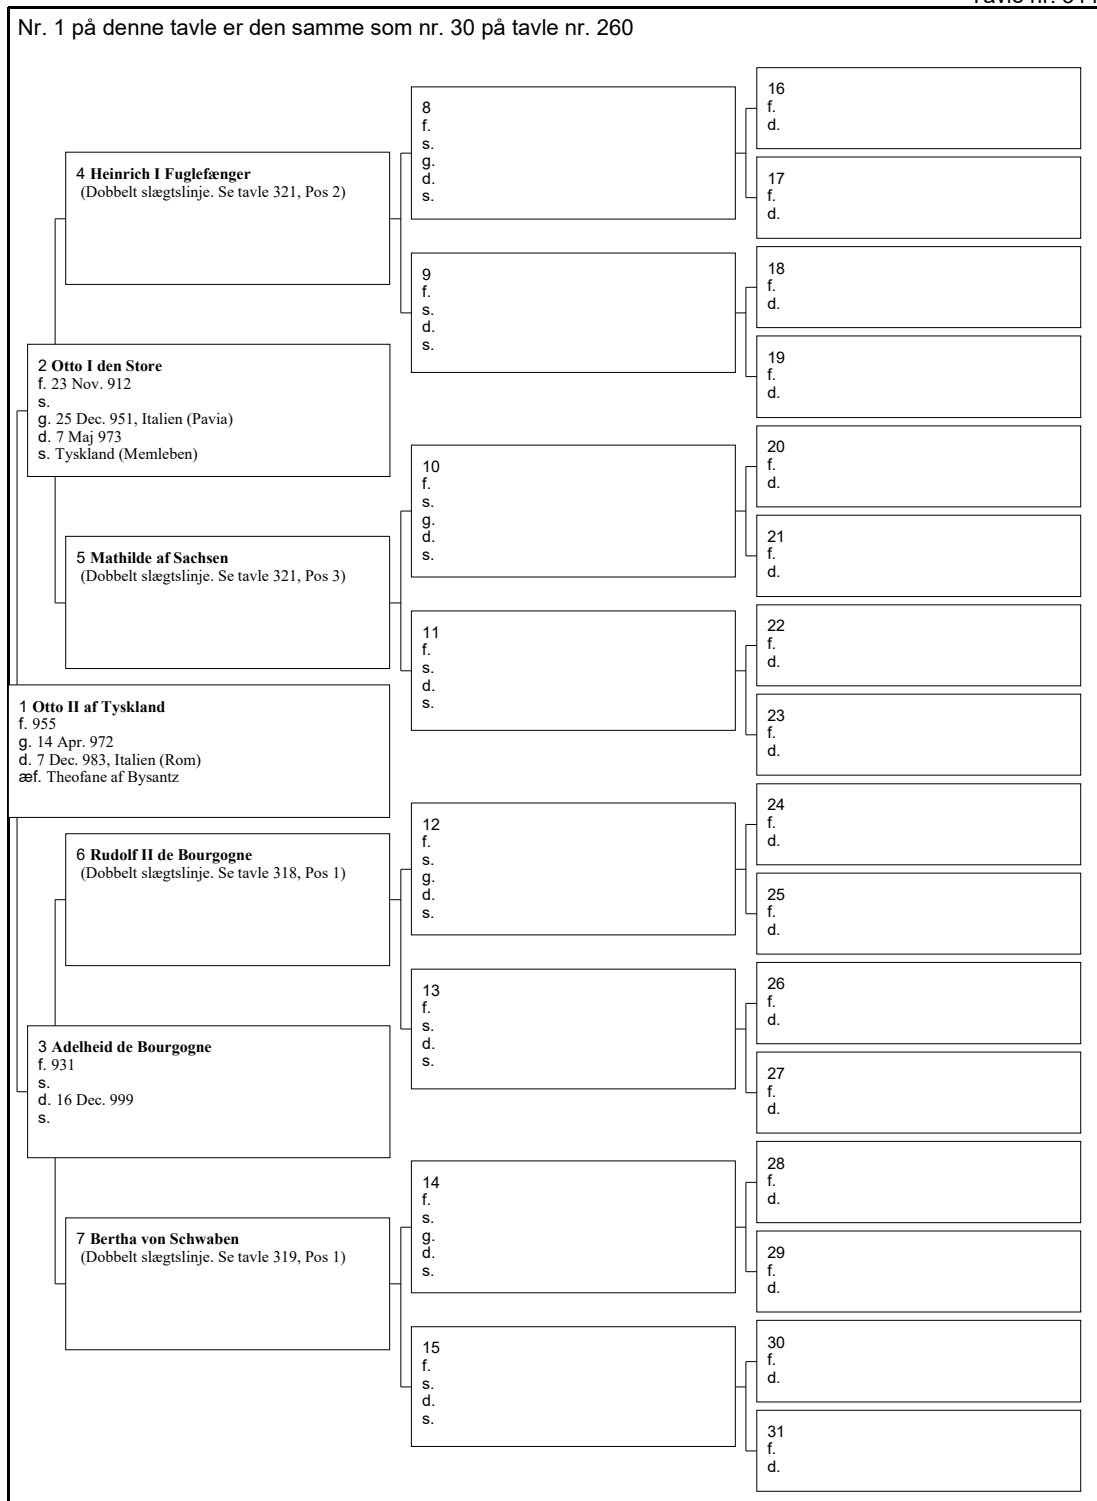 Nr. 1 på denne tavle er den samme som nr. 30 på tavle nr. 260
8
f.
s.
g.
d.
s.
16
f.
d.
17
f.
d.
4 Heinrich I Fuglefænger
(Dobbelt slægtslinje. Se tavle 321, Pos 2)
9
f.
s.
d.
s.
18
f.
d.
19
f.
d.
2 Otto I den Store
f. 23 Nov. 912
s.
g. 25 Dec. 951, Italien (Pavia)
d. 7 Maj 973
s. Tyskland (Memleben)
10
f.
s.
g.
d.
s.
20
f.
d.
21
f.
d.
5 Mathilde af Sachsen
(Dobbelt slægtslinje. Se tavle 321, Pos 3)
11
f.
s.
d.
s.
22
f.
d.
23
f.
d.
1 Otto II af Tyskland
f. 955
g. 14 Apr. 972
d. 7 Dec. 983, Italien (Rom)
æf. Theofane af Bysantz
12
f.
s.
g.
d.
s.
24
f.
d.
25
f.
d.
6 Rudolf II de Bourgogne
(Dobbelt slægtslinje. Se tavle 318, Pos 1)
13
f.
s.
d.
s.
26
f.
d.
27
f.
d.
3 Adelheid de Bourgogne
f. 931
s.
d. 16 Dec. 999
s.
14
f.
s.
g.
d.
s.
28
f.
d.
29
f.
d.
7 Bertha von Schwaben
(Dobbelt slægtslinje. Se tavle 319, Pos 1)
15
f.
s.
d.
s.
30
f.
d.
31
f.
d.